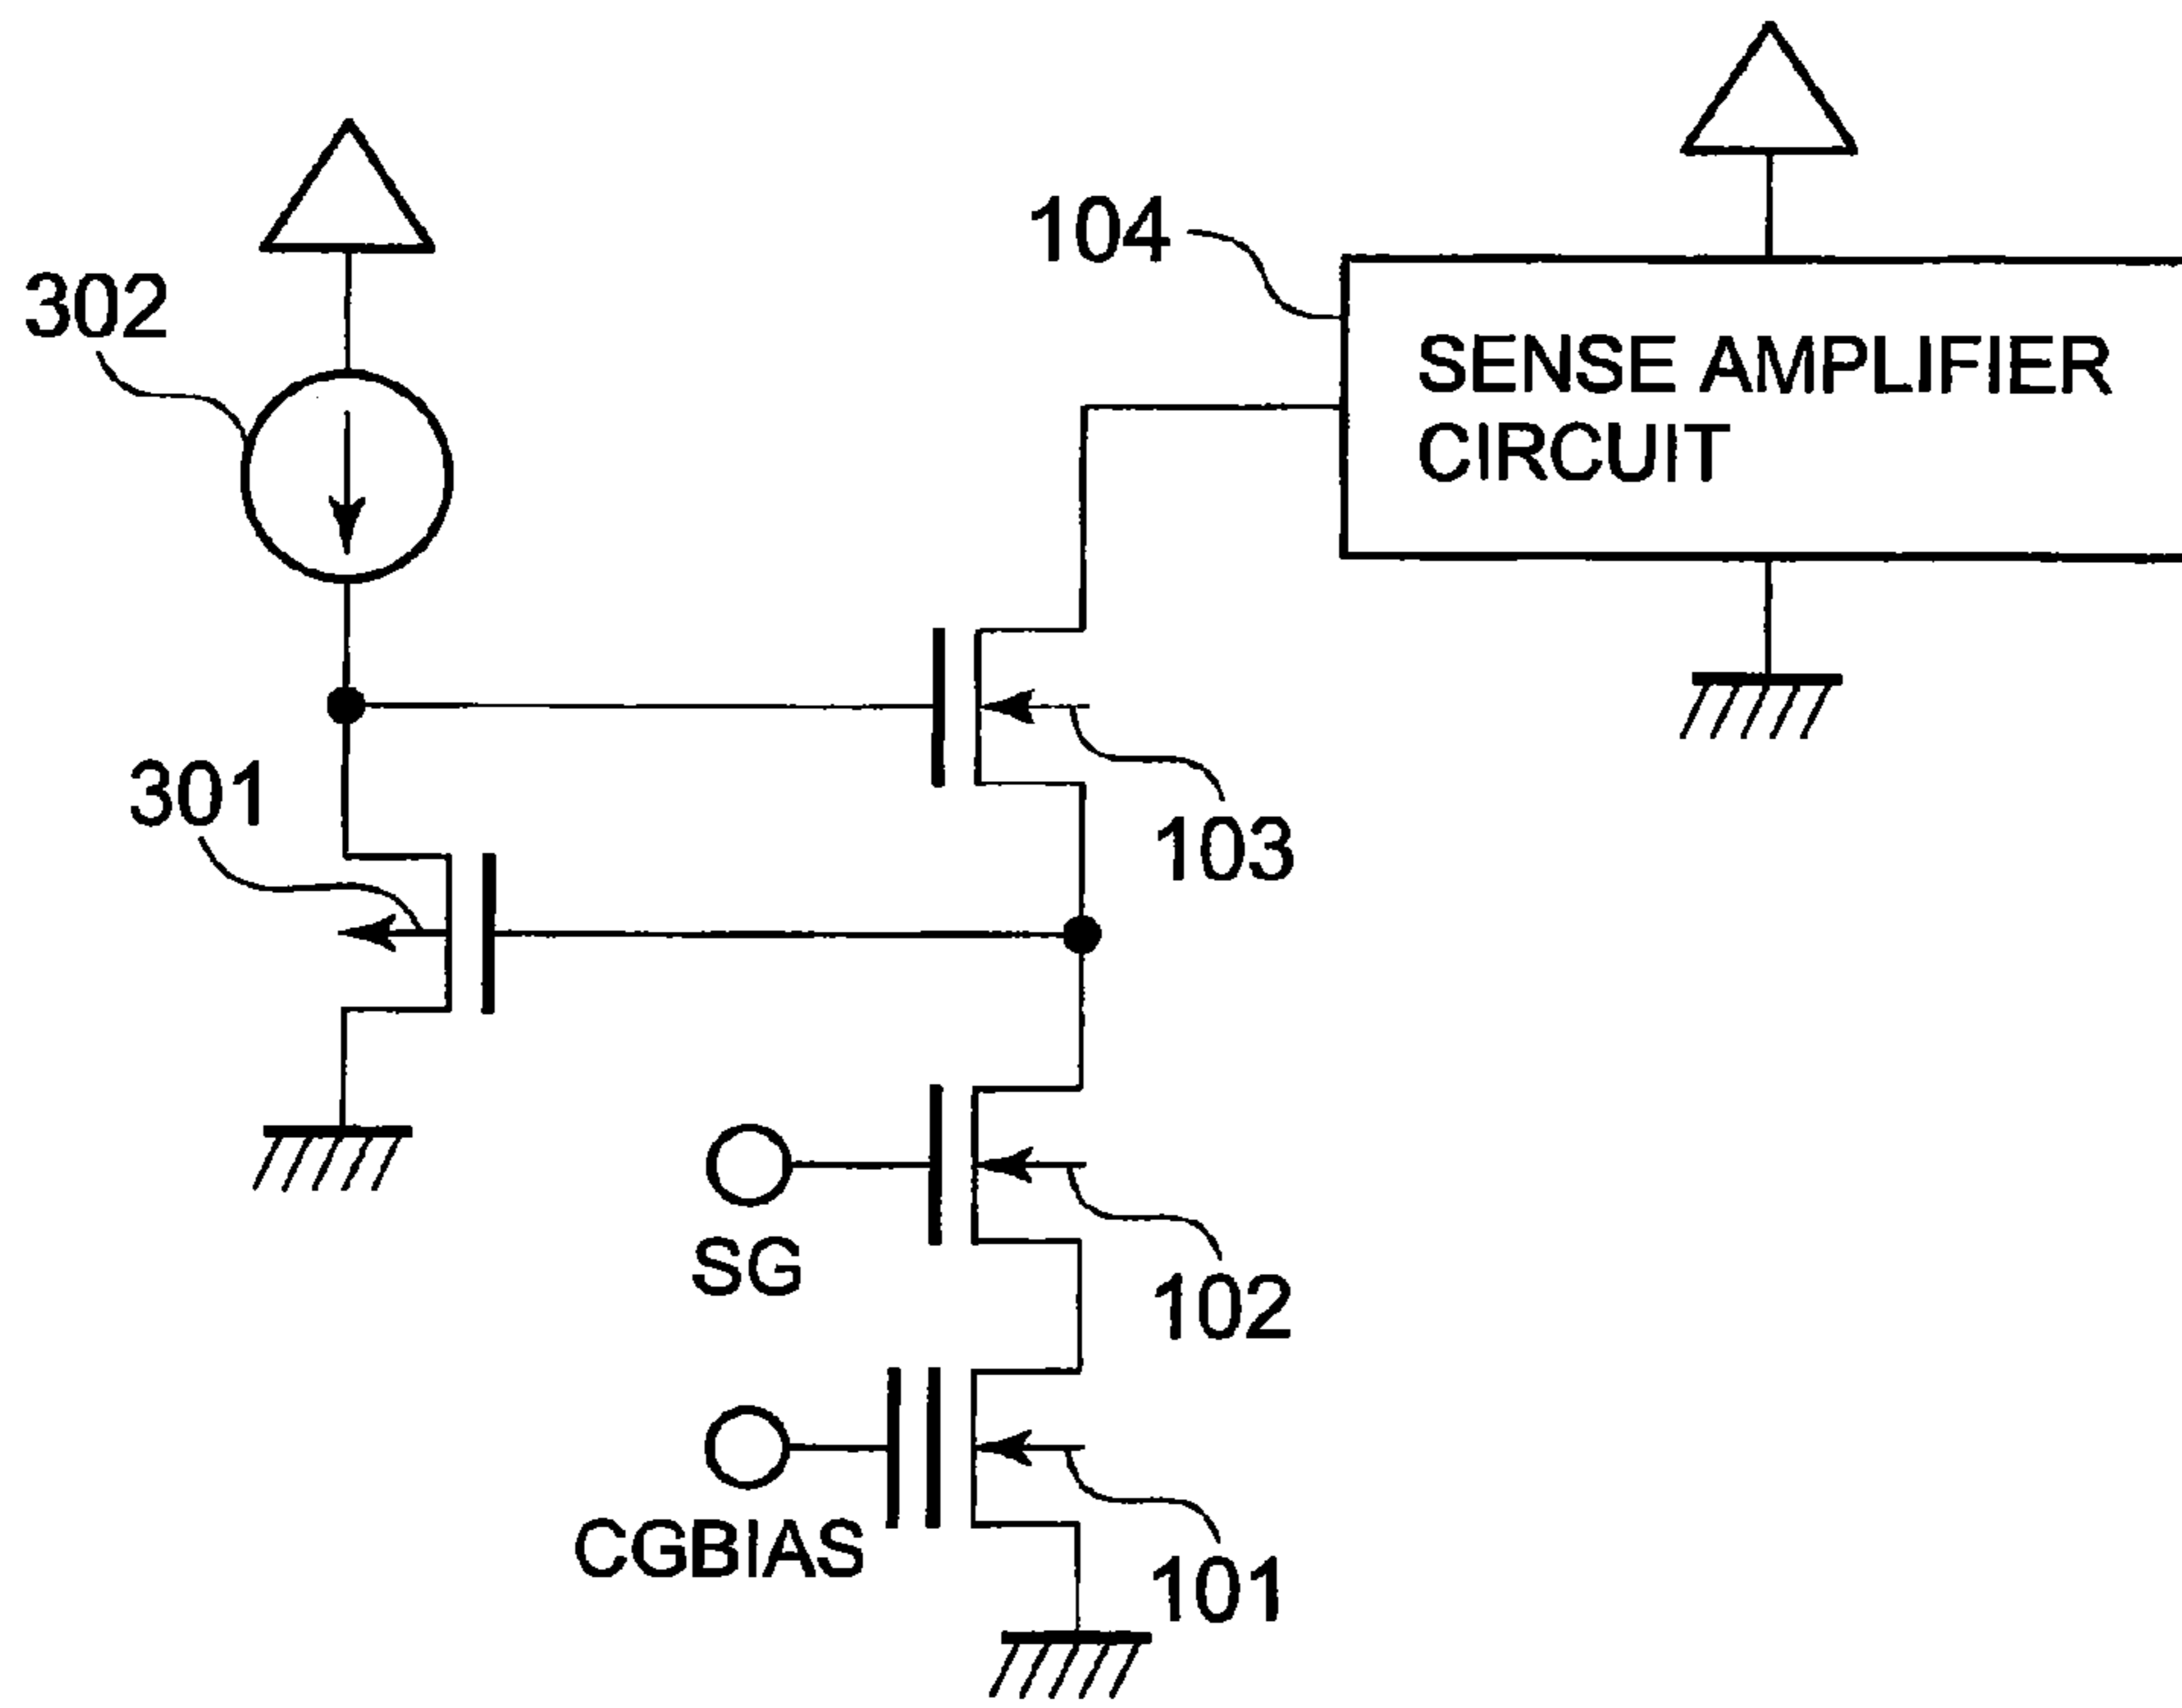 104
302
SENSE AMPLIFIER
CIRCUIT
301
103
SG
102
CGBIAS
101